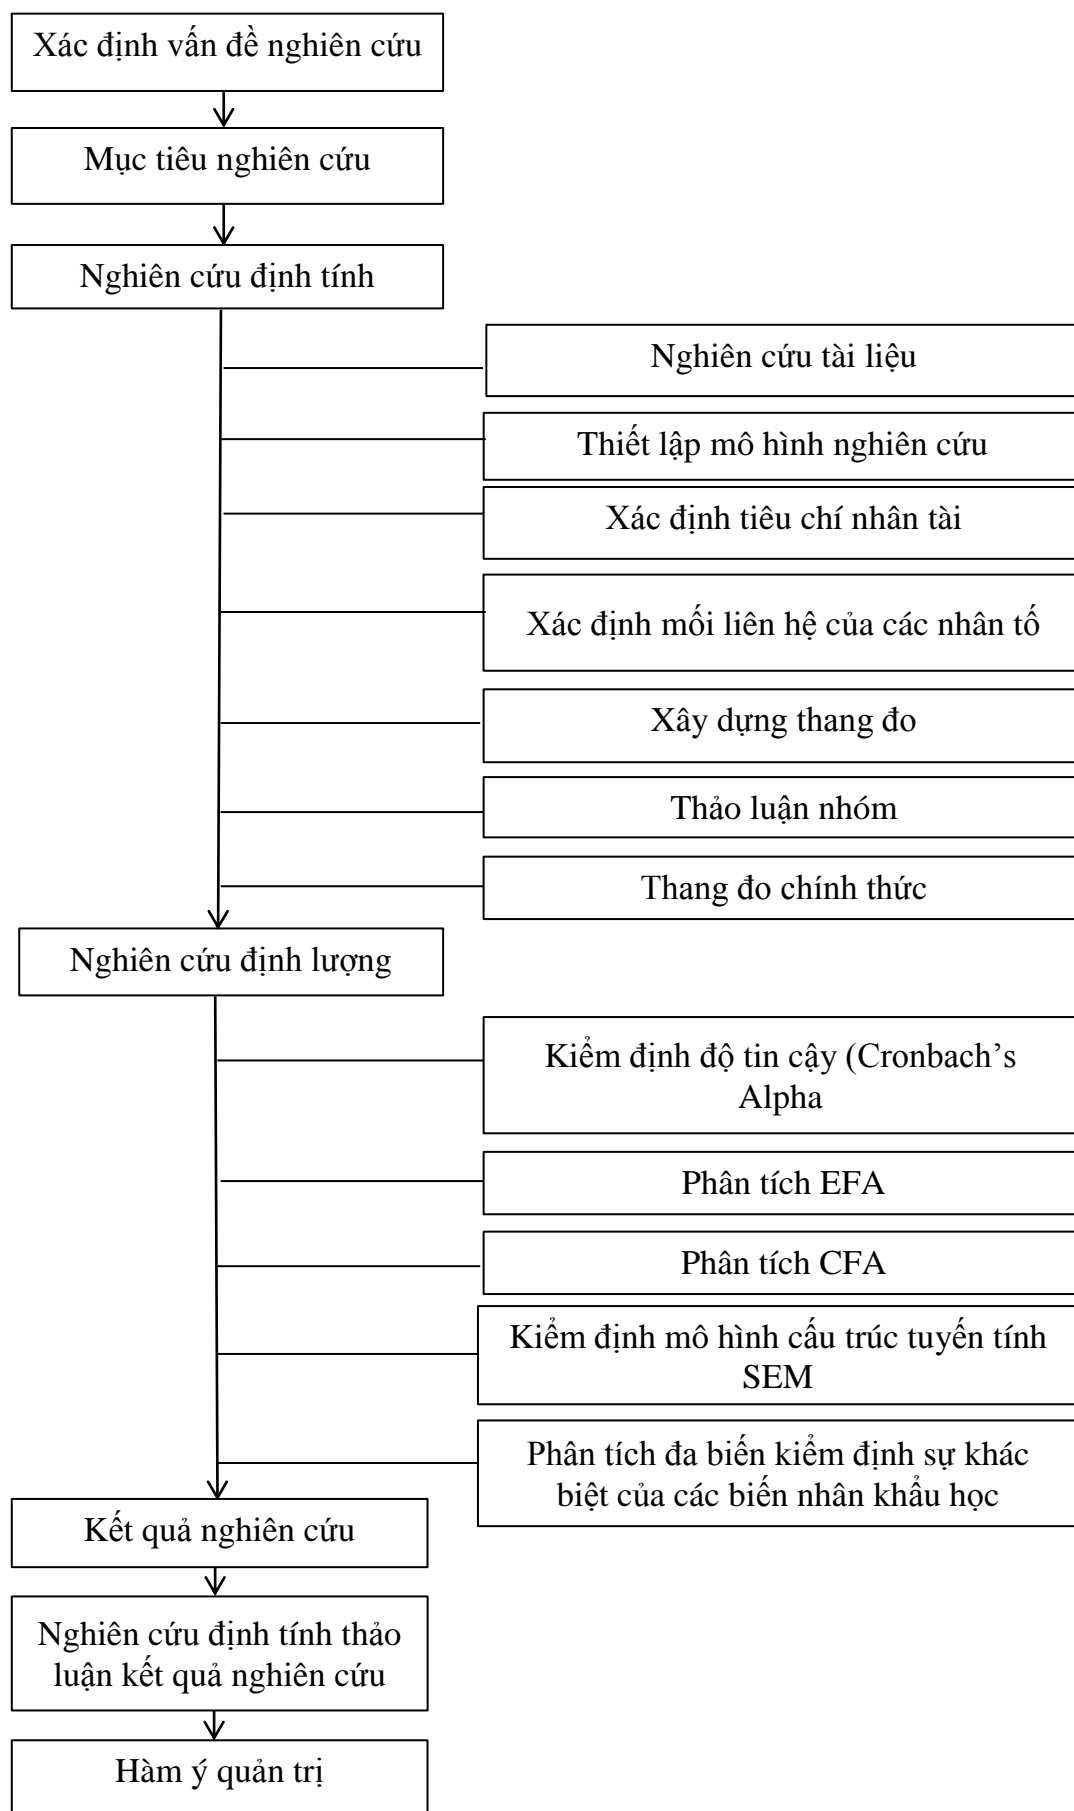 Xác định vấn đề nghiên cứu
Mục tiêu nghiên cứu
Nghiên cứu định tính
Nghiên cứu tài liệu
Thiết lập mô hình nghiên cứu
Xác định tiêu chí nhân tài
Xác định mối liên hệ của các nhân tố
Xây dựng thang đo
Thảo luận nhóm
Thang đo chính thức
Nghiên cứu định lượng
Kiểm định độ tin cậy (Cronbach’s
Alpha
Phân tích EFA
Phân tích CFA
Kiểm định mô hình cấu trúc tuyến tính
SEM
Phân tích đa biến kiểm định sự khác
biệt của các biến nhân khẩu học
Kết quả nghiên cứu
Nghiên cứu định tính thảo
luận kết quả nghiên cứu
Hàm ý quản trị